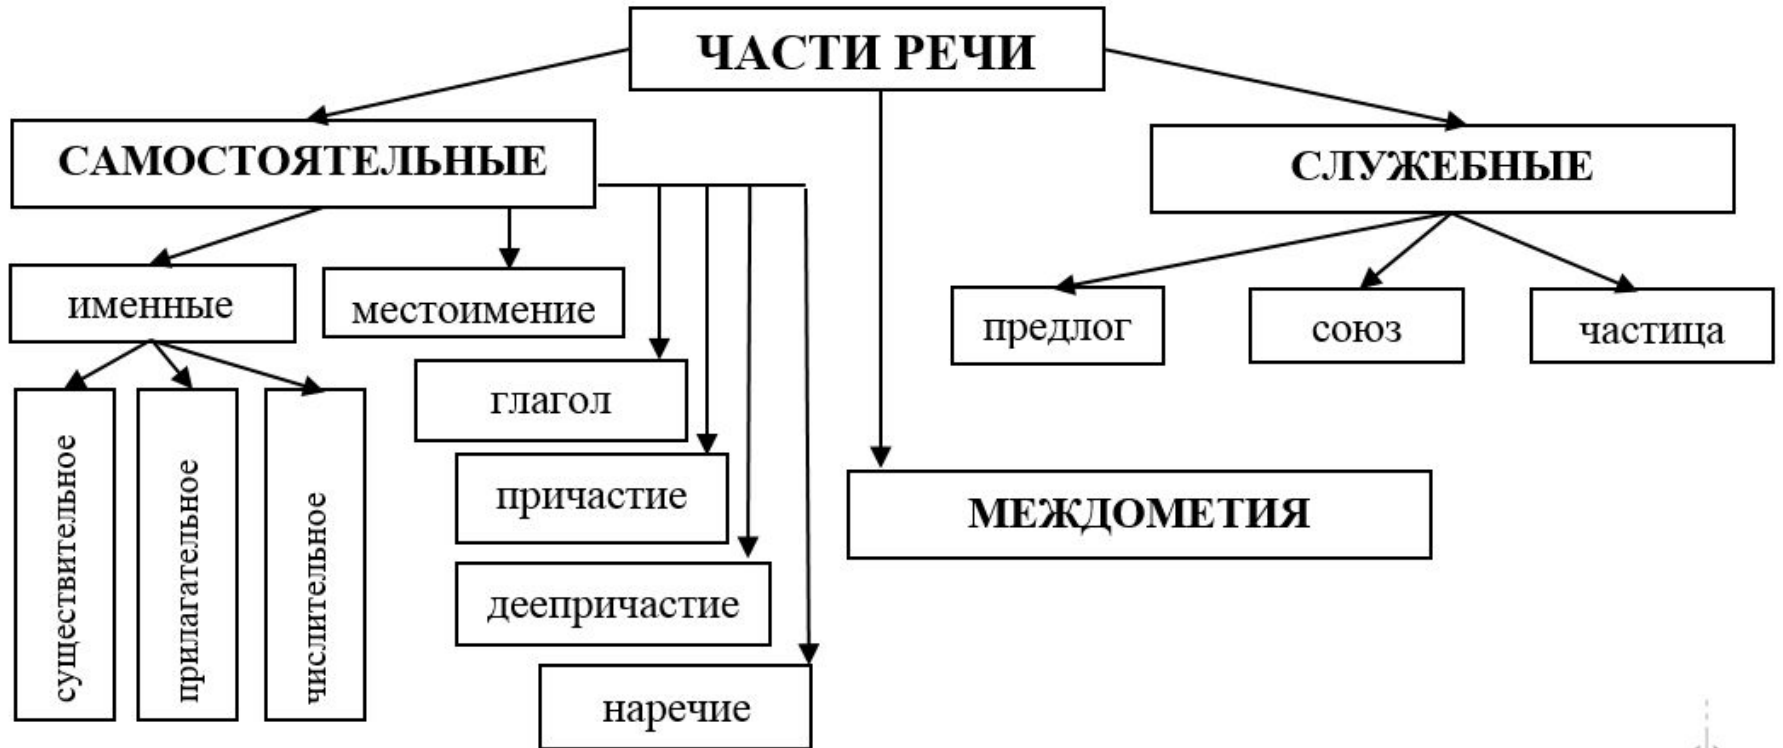 ЧАСТИ РЕЧИ
САМОСТОЯТЕЛЬНЫЕ
СЛУЖЕБНЫЕ
именные
местоимение
предлог
союз
частица
глагол
причастие
деепричастие
наречие
существительное
прилагательное
числительное
МЕЖДОМЕТИЯ